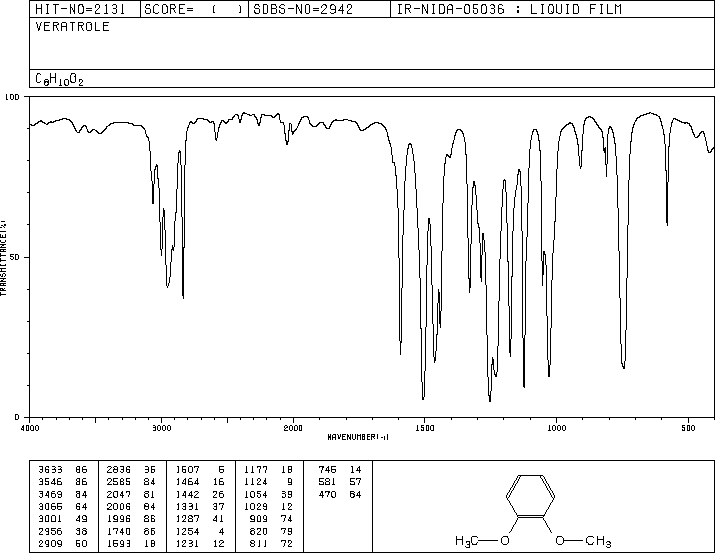 HIT-NO=2131 SCORE= ( ) SDBS-NO=2942 IR-NIDA-05036 : LIQUID FILM
VERATROLE
C8H10O2
100
50
0
TRANSMITTANCE(%)
4000 3000 2000 1500 1000 500
WAVENUMBER(-1)
3633 86 2836 36 1507 5 1177 18 746 14
3546 86 2585 84 1464 16 1124 9 581 57
3469 84 2047 81 1442 26 1054 39 470 84
3065 64 2006 84 1331 37 1029 12
3001 49 1996 86 1287 41 909 74
2956 38 1740 86 1254 4 820 79
2909 50 1593 18 1231 12 811 72
H3C O O CH3